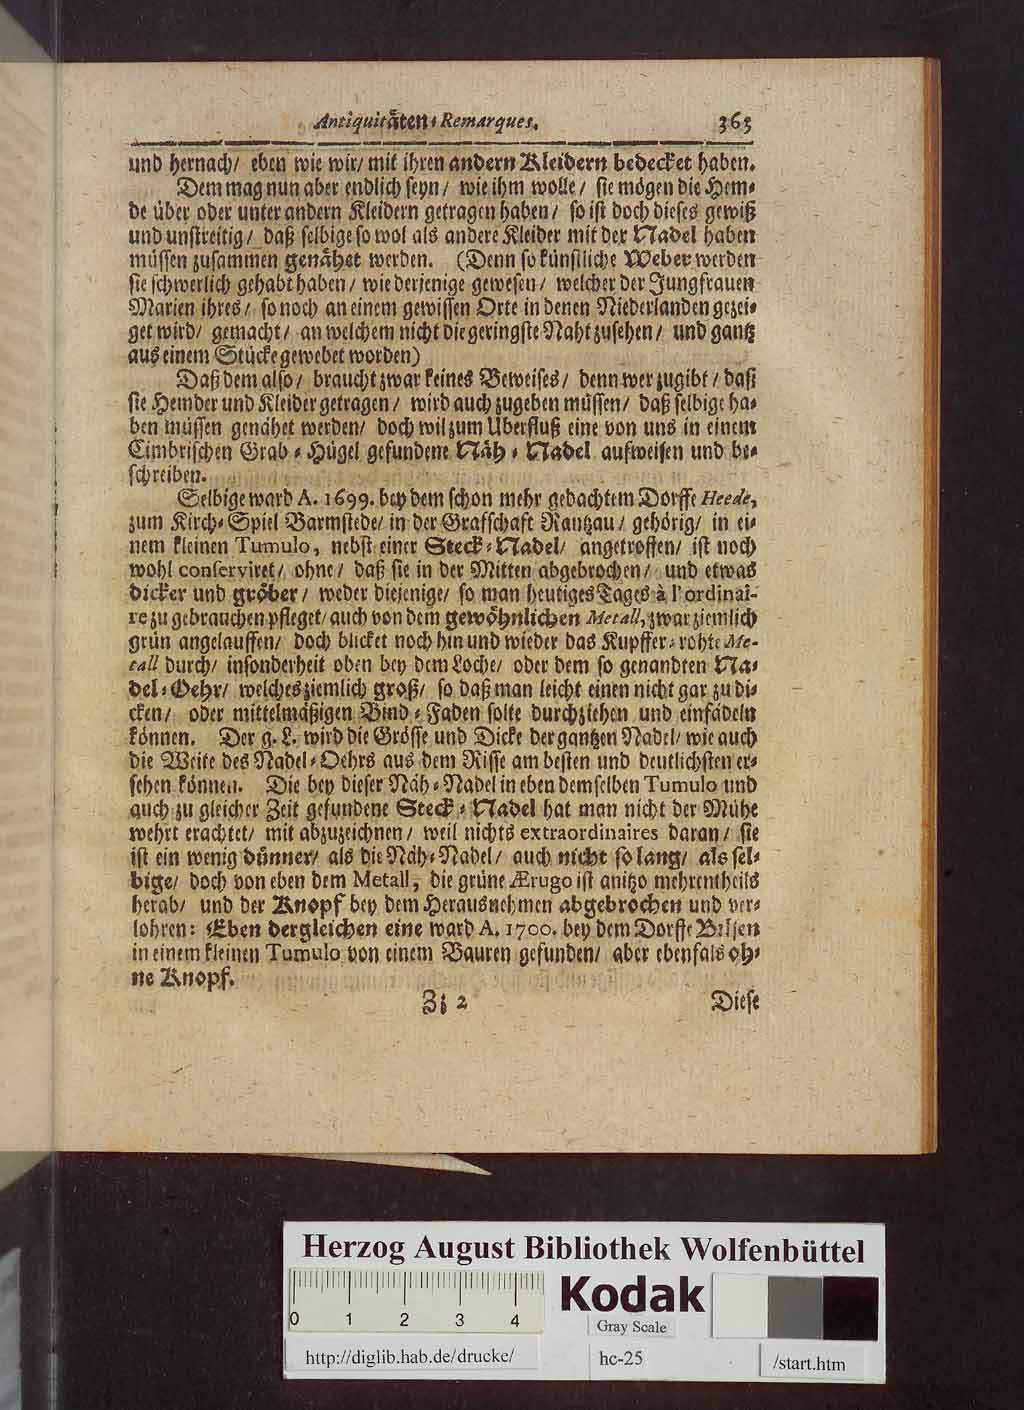 Antiquitäten-Remarques. 363
und hernach/ eben wie wir/ mit ihren andern Kleidern bedecket haben.
Dem mag nun aber endlich seyn/ wie ihm wolle/ sie mögen die Hem-
de über oder unter andern Kleidern getragen haben/ so ist doch dieses gewiß
und unstreitig/ daß selbige so wol als andere Kleider mit der Nadel haben
müssen zusammen genähet werden. (Denn so künstliche Weber werden
sie schwerlich gehabt haben/ wie derjenige gewesen/ welcher der Jungfrauen
Marien ihres/ so noch an einem gewissen Orte in denen Niederlanden gezei-
get wird/ gemacht/ an welchem nicht die geringste Naht zusehen/ und gantz
aus einem Stücke gewebet worden)
Daß dem also/ braucht zwar keines Beweises/ denn wer zugibt/ daß
sie Hembder und Kleider getragen/ wird auch zugeben müssen/ daß selbige ha-
ben müssen genähet werden/ doch wil zum Uberfluß eine von uns in einem
Cimbrischen Grab-Hügel gefundene Näh-Nadel aufweisen und be-
schreiben.
Selbige ward A. 1699. bey dem schon mehr gedachtem Dorffe Heede,
zum Kirch-Spiel Barmstede/ in der Grafschaft Rantzau/ gehörig/ in ei-
nem kleinen Tumulo, nebst einer Steck-Nadel/ angetroffen/ ist noch
wohl conserviret/ ohne/ daß sie in der Mitten abgebrochen/ und etwas
dicker und gröber/ weder diejenige/ so man heutiges Tages à l'ordinai-
re zu gebrauchen pfleget/ auch von dem gewöhnlichen Metall, zwar ziemlich
grün angelauffen/ doch blicket noch hin und wieder das Kupffer-rohte Me-
tall durch/ insonderheit oben bey dem Loche/ oder dem so genandten Na-
del-Oehr/ welches ziemlich groß/ so daß man leicht einen nicht gar zu di-
cken/ oder mittelmäßigen Bind-Faden solte durchziehen und einfädeln
können. Der g. L. wird die Grösse und Dicke der gantzen Nadel/ wie auch
die Weite des Nadel-Oehrs aus dem Risse am besten und deutlichsten er-
sehen können. Die bey dieser Näh-Nadel in eben demselben Tumulo und
auch zu gleicher Zeit gefundene Steck-Nadel hat man nicht der Mühe
wehrt erachtet/ mit abzuzeichnen/ weil nichts extraordinaires daran/ sie
ist ein wenig dünner/ als die Näh-Nadel/ auch nicht so lang/ als sel-
bige/ doch von eben dem Metall, die grüne Ærugo ist anitzo mehrentheils
herab/ und der Knopf bey dem Herausnehmen abgebrochen und ver-
lohren: Eben dergleichen eine ward A. 1700. bey dem Dorffe Bilsen
in einem kleinen Tumulo von einem Bauren gefunden/ aber ebenfals oh-
ne Knopf.
Zz 2 Diese
Herzog August Bibliothek Wolfenbüttel
0 1 2 3 4
Kodak
Gray Scale
http://diglib.hab.de/drucke/ hc-25 /start.htm